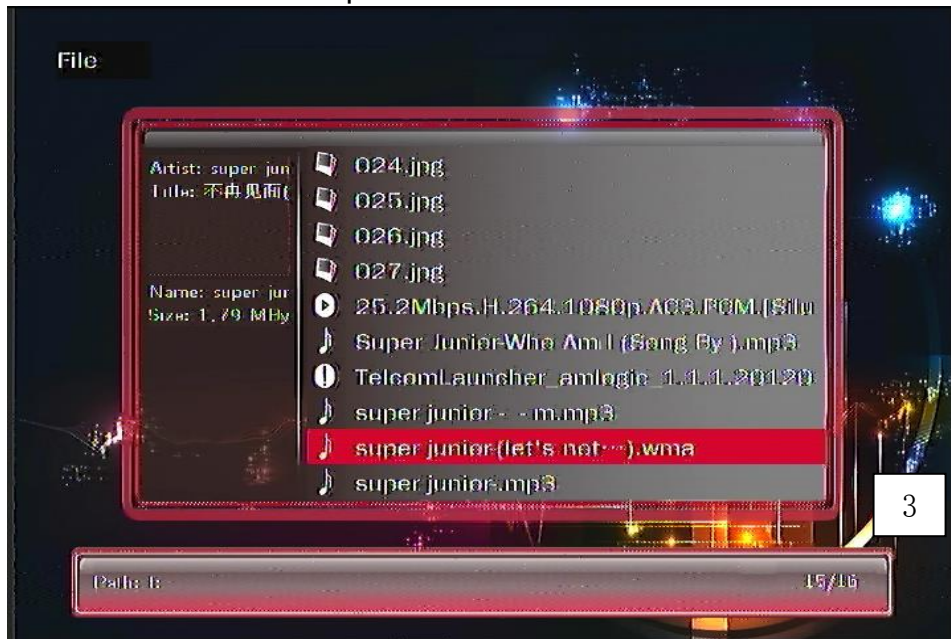 File
Artist: super jun
Title: 不再见面(
Name: super jur
Size: 1.79 MBy
024.jpg
025.jpg
026.jpg
027.jpg
25.2Mbps.H.264.1080p.AC3.PCM.[Silu
Super Junior-Who Am I (Song By ).mp3
TelcomLauncher_amlogic_1.1.1.20120
super junior - - m.mp3
super junior-(let's not…).wma
super junior-.mp3
3
Path: I:
15/16